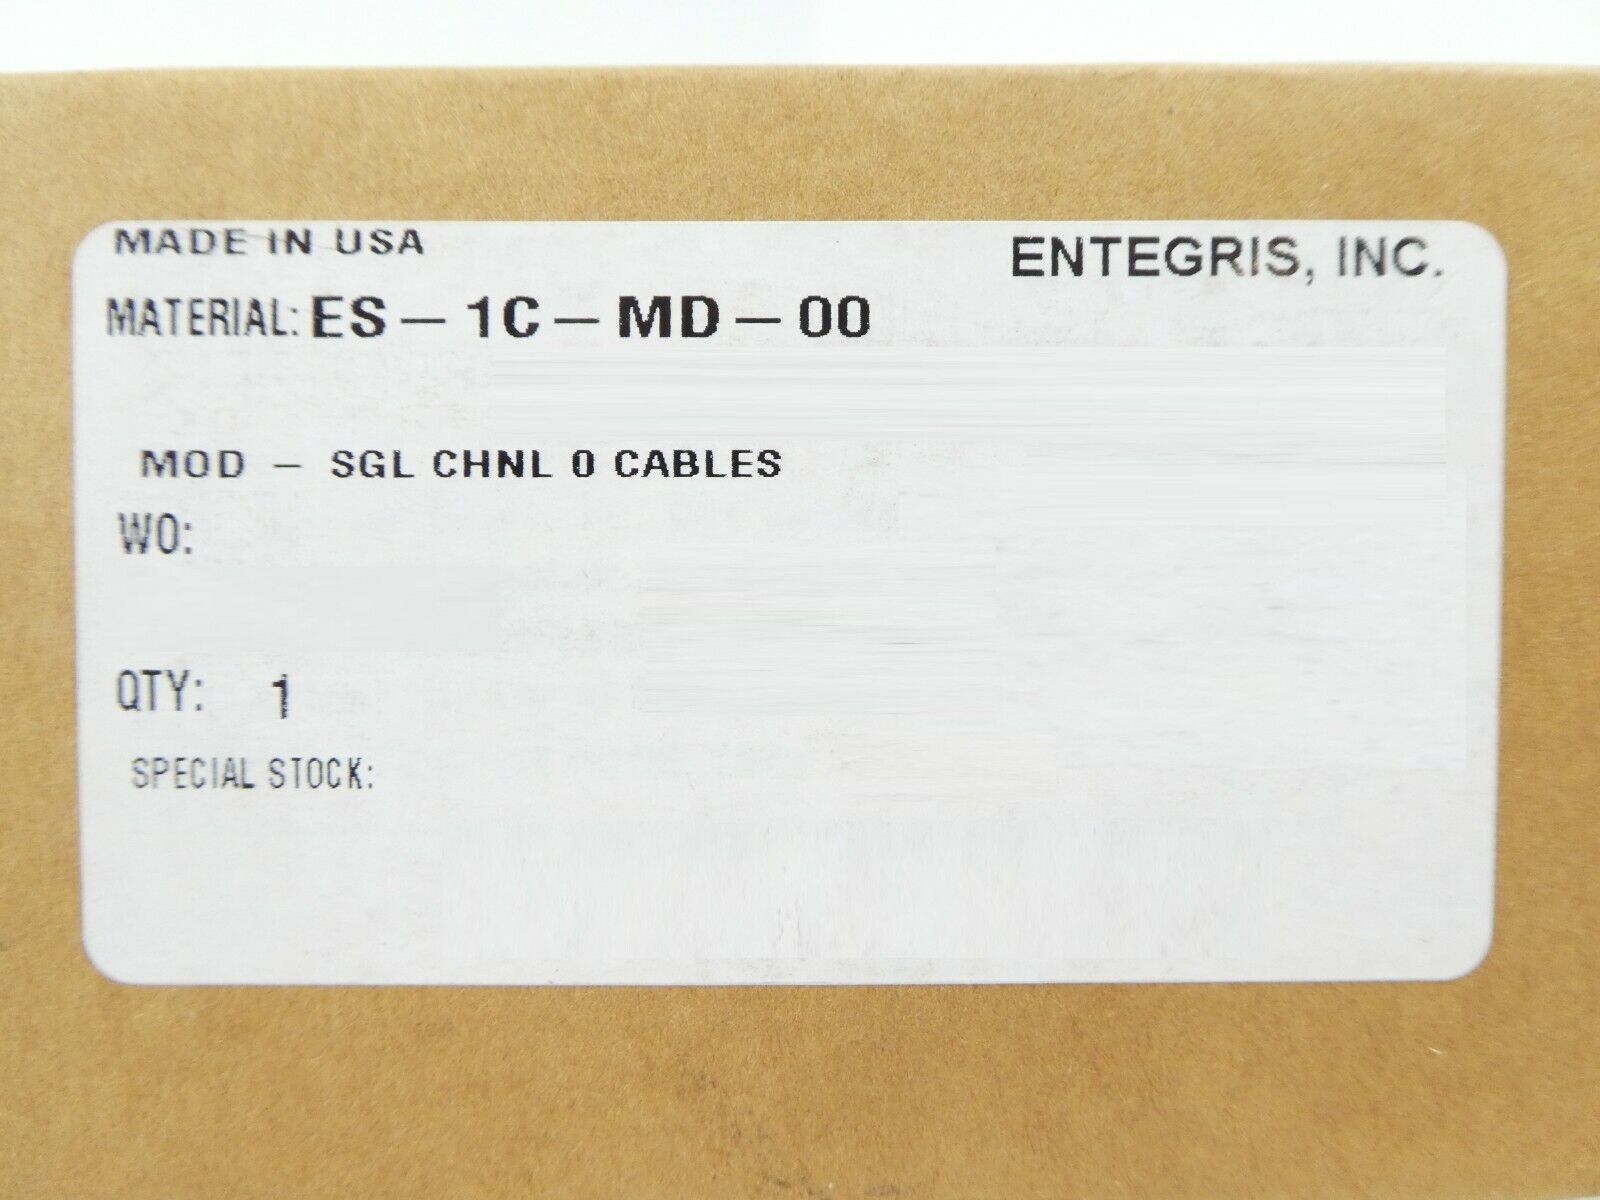 MADE IN USA
ENTEGRIS, INC.
MATERIAL: ES - 1C - MD - 00
MOD - SGL CHNL 0 CABLES
WO:
QTY: 1
SPECIAL STOCK: